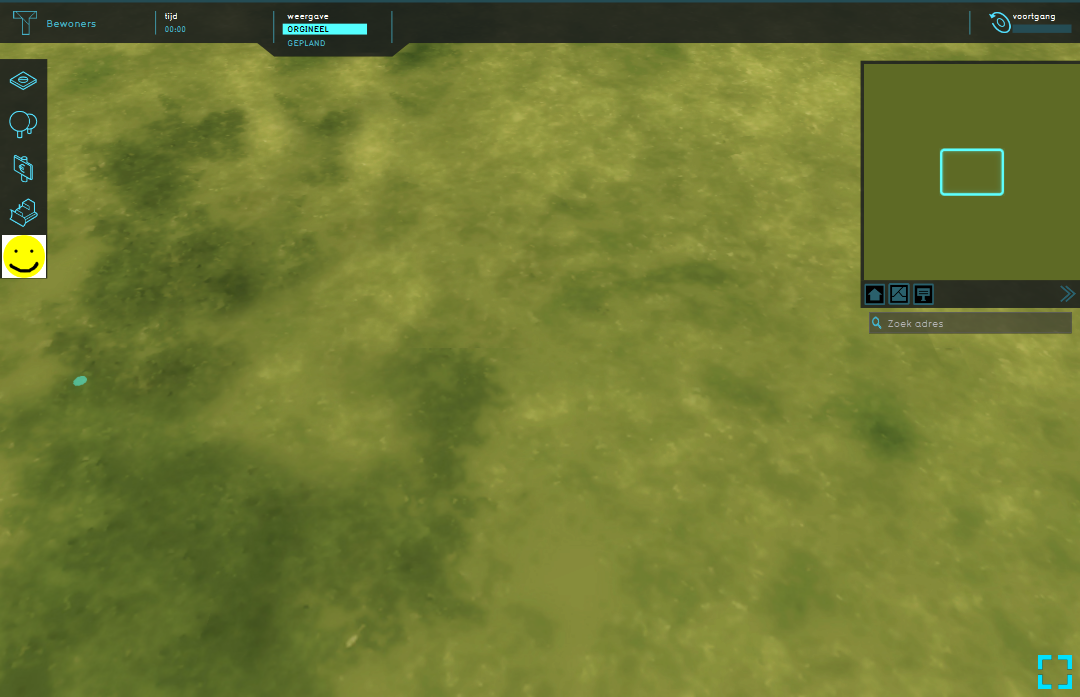 Bewoners
tijd
00:00
weergave
ORGINEEL
GEPLAND
voortgang
Zoek adres